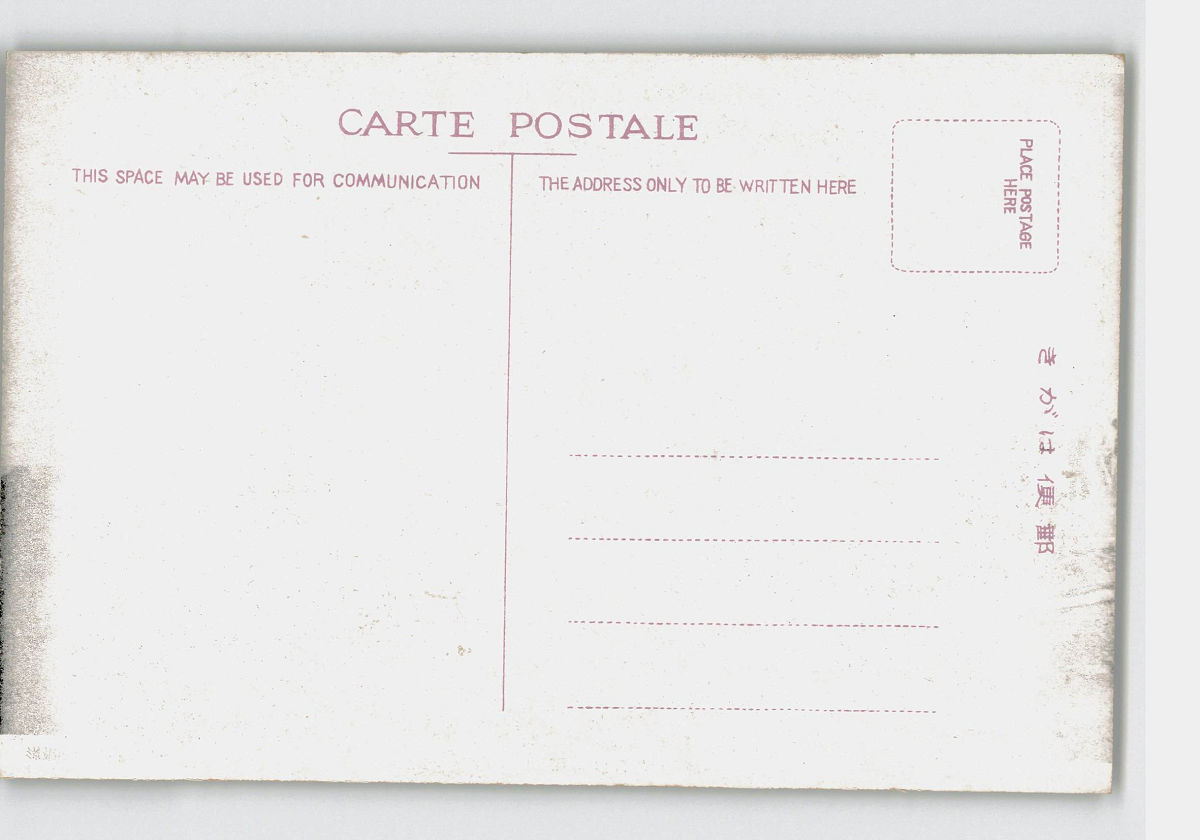 CARTE POSTALE
THIS SPACE MAY BE USED FOR COMMUNICATION
THE ADDRESS ONLY TO BE WRITTEN HERE
PLACE POSTAGE
HERE
郵便はがき